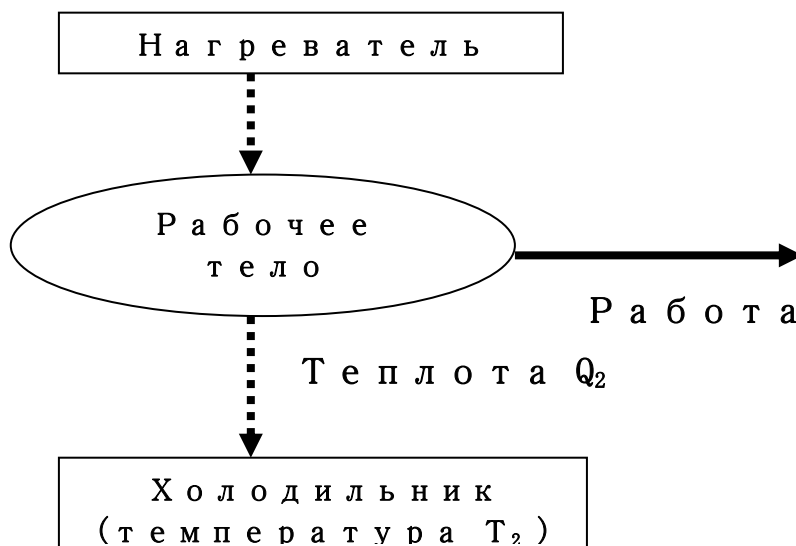 Нагреватель
Рабочее
тело
Работа
Теплота Q₂
Холодильник
(температура T₂)